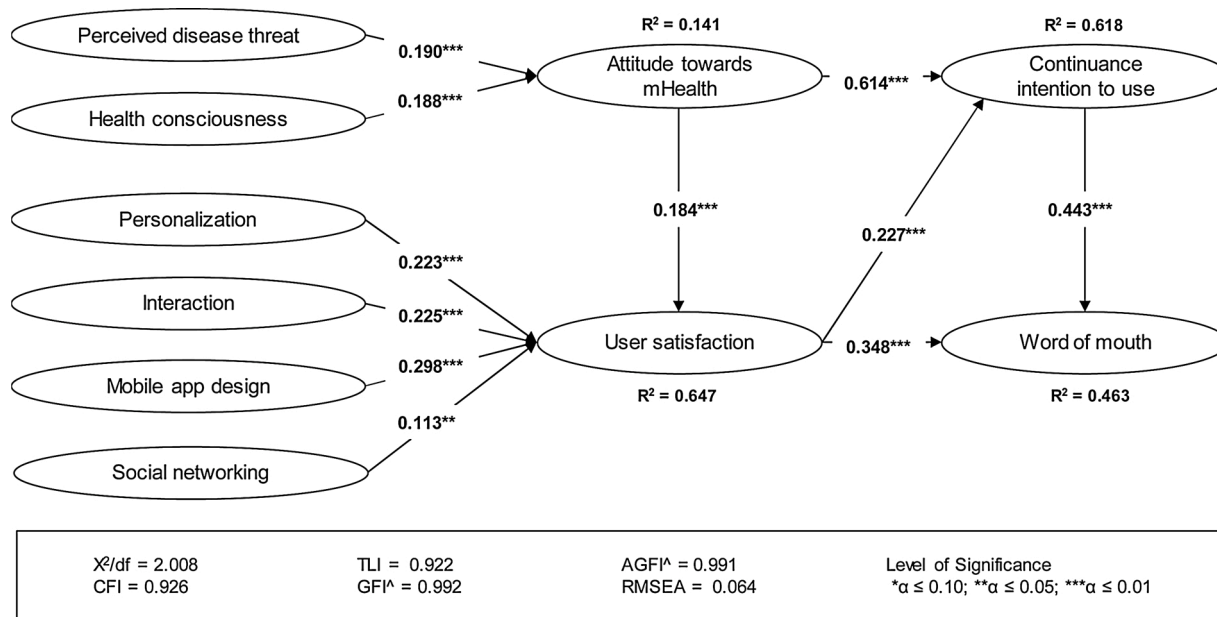 Perceived disease threat
0.190***
Health consciousness
0.188***
R² = 0.141
Attitude towards
mHealth
0.614***
R² = 0.618
Continuance
intention to use
0.184***
0.443***
0.227***
Personalization
0.223***
Interaction
0.225***
Mobile app design
0.298***
Social networking
0.113**
User satisfaction
R² = 0.647
0.348***
Word of mouth
R² = 0.463
X²/df = 2.008
CFI = 0.926
TLI = 0.922
GFI^ = 0.992
AGFI^ = 0.991
RMSEA = 0.064
Level of Significance
*α ≤ 0.10; **α ≤ 0.05; ***α ≤ 0.01